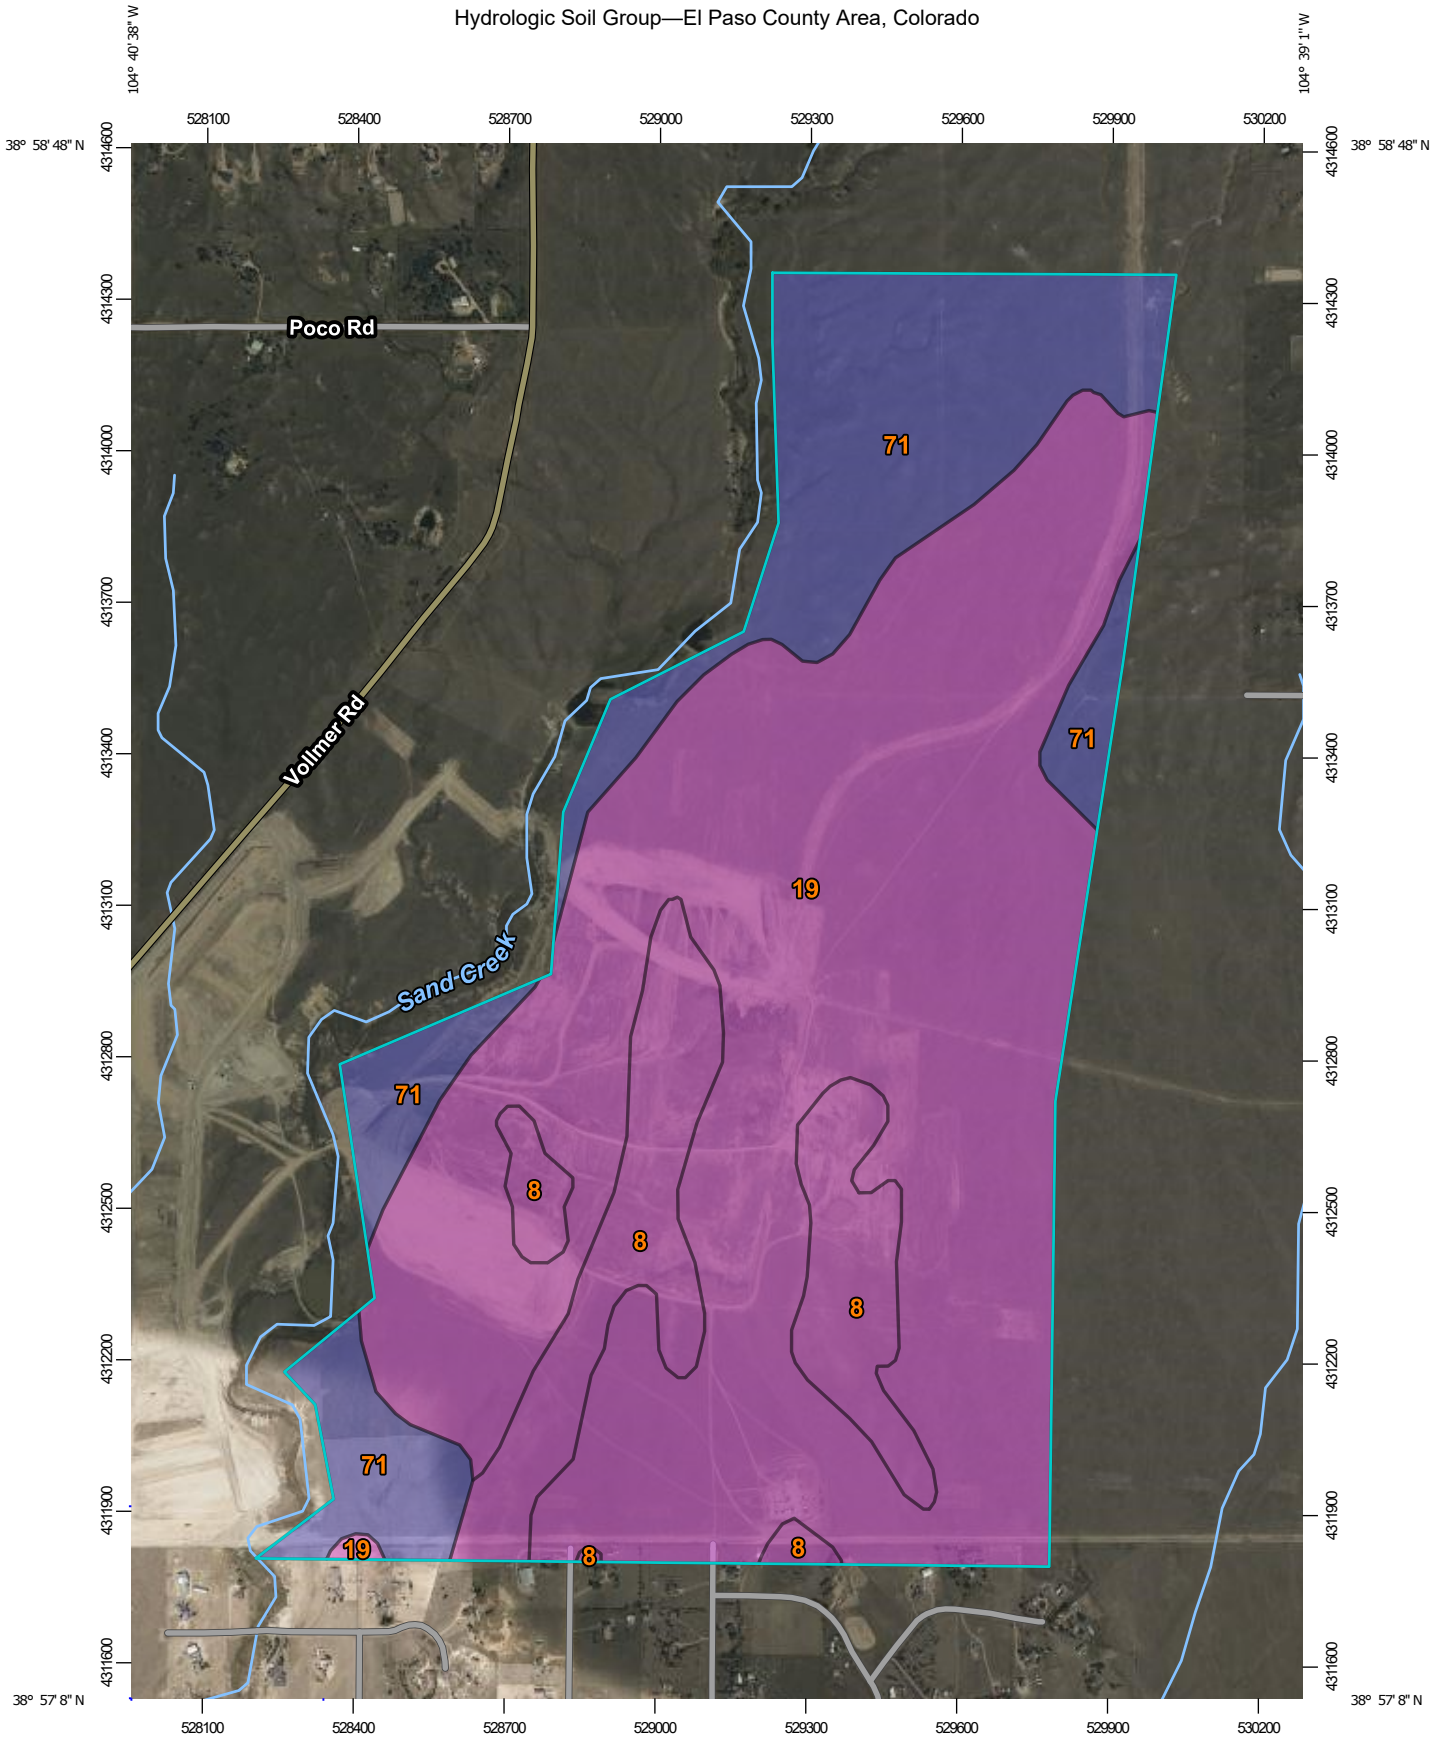 Hydrologic Soil Group—El Paso County Area, Colorado
104° 40' 38" W
104° 39' 1" W
528100 528400 528700 529000 529300 529600 529900 530200
38° 58' 48" N
38° 58' 48" N
4314600
4314600
4314300
4314300
Poco Rd
71
4314000
4314000
4313700
4313700
Vollmer Rd
71
4313400
4313400
19
4313100
4313100
Sand Creek
4312800
4312800
71
8
4312500
4312500
8
8
4312200
4312200
71
4311900
4311900
19
8
8
4311600
4311600
38° 57' 8" N
38° 57' 8" N
528100 528400 528700 529000 529300 529600 529900 530200